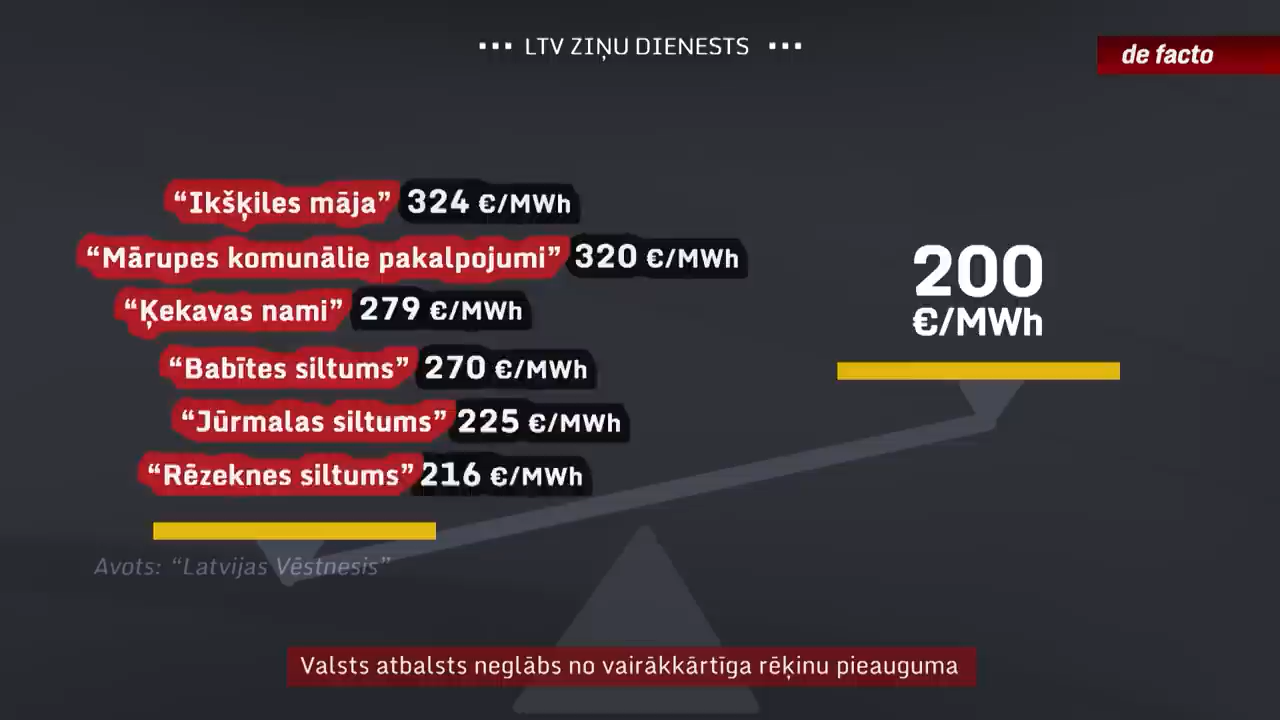 LTV ZIŅU DIENESTS
de facto
“Ikšķiles māja” 324 €/MWh
“Mārupes komunālie pakalpojumi” 320 €/MWh
“Ķekavas nami” 279 €/MWh
“Babītes siltums” 270 €/MWh
“Jūrmalas siltums” 225 €/MWh
“Rēzeknes siltums” 216 €/MWh
200
€/MWh
Avots: “Latvijas Vēstnesis”
Valsts atbalsts neglābs no vairākkārtīga rēķinu pieauguma